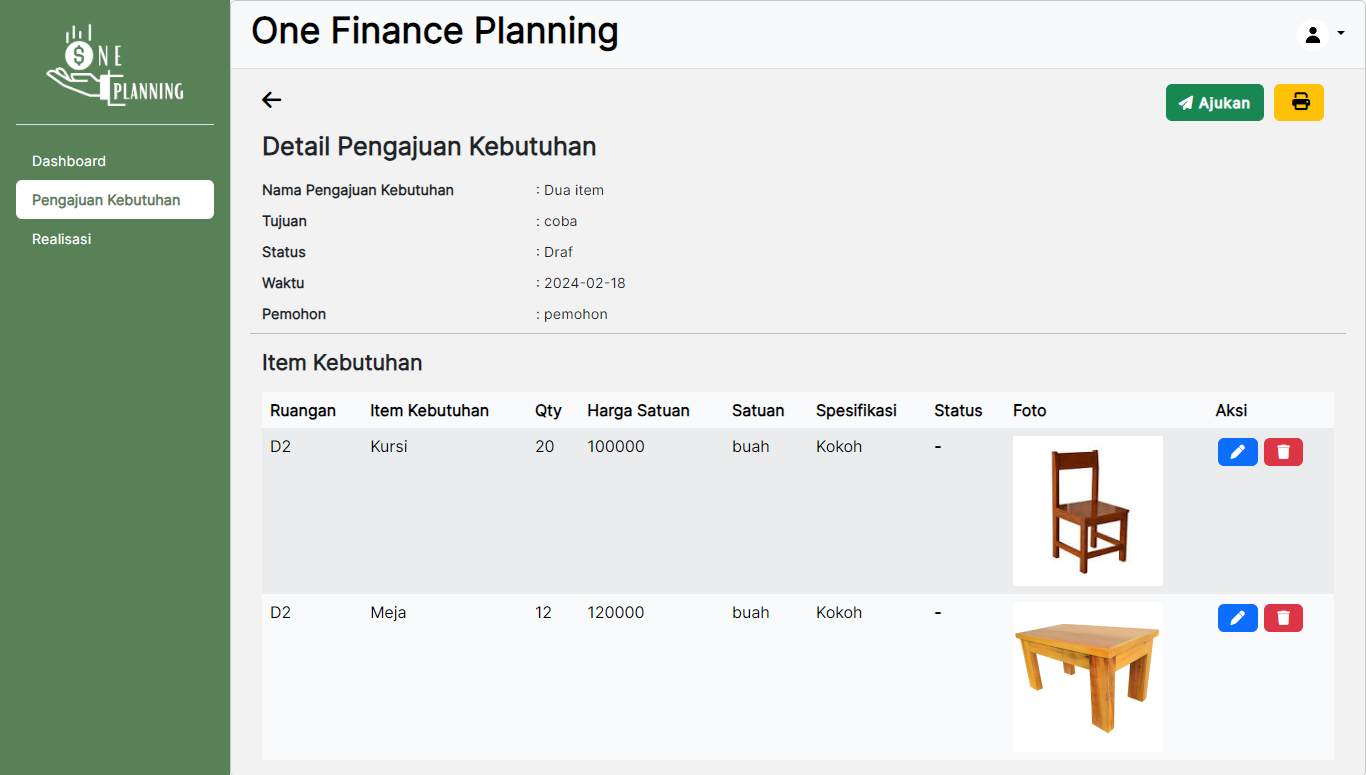 One Finance Planning
$NE
PLANNING
Dashboard
Pengajuan Kebutuhan
Realisasi
Ajukan
Detail Pengajuan Kebutuhan
Nama Pengajuan Kebutuhan : Dua item
Tujuan : coba
Status : Draf
Waktu : 2024-02-18
Pemohon : pemohon
Item Kebutuhan
Ruangan Item Kebutuhan Qty Harga Satuan Satuan Spesifikasi Status Foto Aksi
D2 Kursi 20 100000 buah Kokoh -
D2 Meja 12 120000 buah Kokoh -